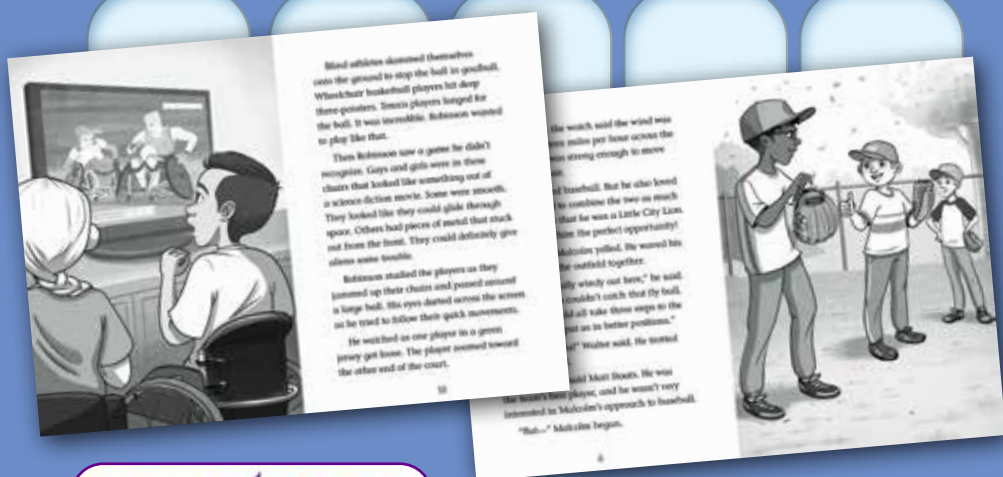 Blind athletes slammed themselves
onto the ground to stop the ball in goalball.
Wheelchair basketball players hit deep
three-pointers. Tennis players lunged for
the ball. It was incredible. Robinson wanted
to play like that.
Then Robinson saw a game he didn't
recognize. Guys and girls were in these
chairs that looked like something out of
a science-fiction movie. Some were smooth.
They looked like they could glide through
space. Others had pieces of metal that stuck
out from the front. They could definitely give
aliens some trouble.
Robinson studied the players as they
jammed up their chairs and passed around
a large ball. His eyes darted across the screen
as he tried to follow their quick movements.
He watched as one player in a green
jersey got loose. The player zoomed toward
the other end of the court.
the watch said the wind was
miles per hour across the
was strong enough to move
baseball. But he also loved
to combine the two as much
that he was a Little City Lion.
him the perfect opportunity!
Malcolm yelled. He waved his
the outfield together.
windy out here," he said.
couldn't catch that fly ball.
all take three steps to the
put us in better positions."
Walter said. He trotted
said Matt Staats. He was
the team's best player, and he wasn't very
interested in Malcolm's approach to baseball.
"But—" Malcolm began.